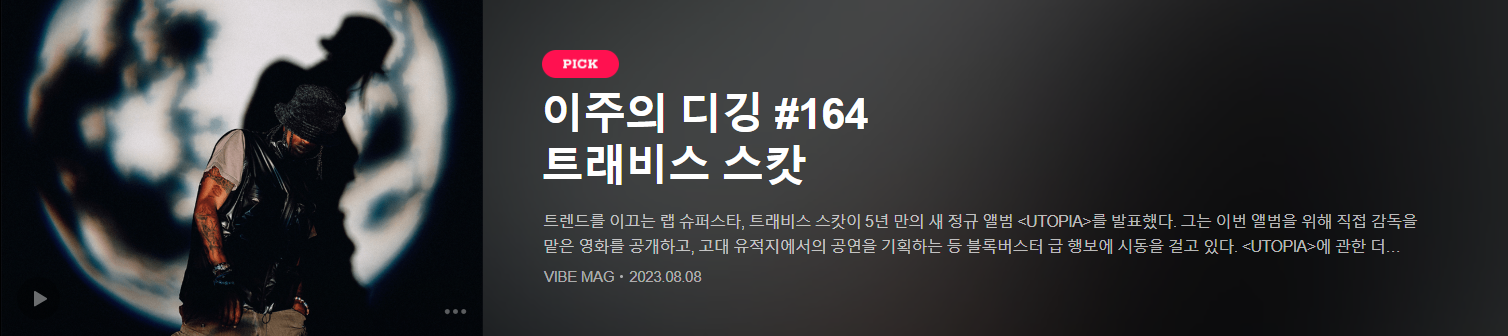 PICK
이주의 디깅 #164
트래비스 스캇
트렌드를 이끄는 랩 슈퍼스타, 트래비스 스캇이 5년 만의 새 정규 앨범 <UTOPIA>를 발표했다. 그는 이번 앨범을 위해 직접 감독을
맡은 영화를 공개하고, 고대 유적지에서의 공연을 기획하는 등 블록버스터 급 행보에 시동을 걸고 있다. <UTOPIA>에 관한 더...
VIBE MAG • 2023.08.08